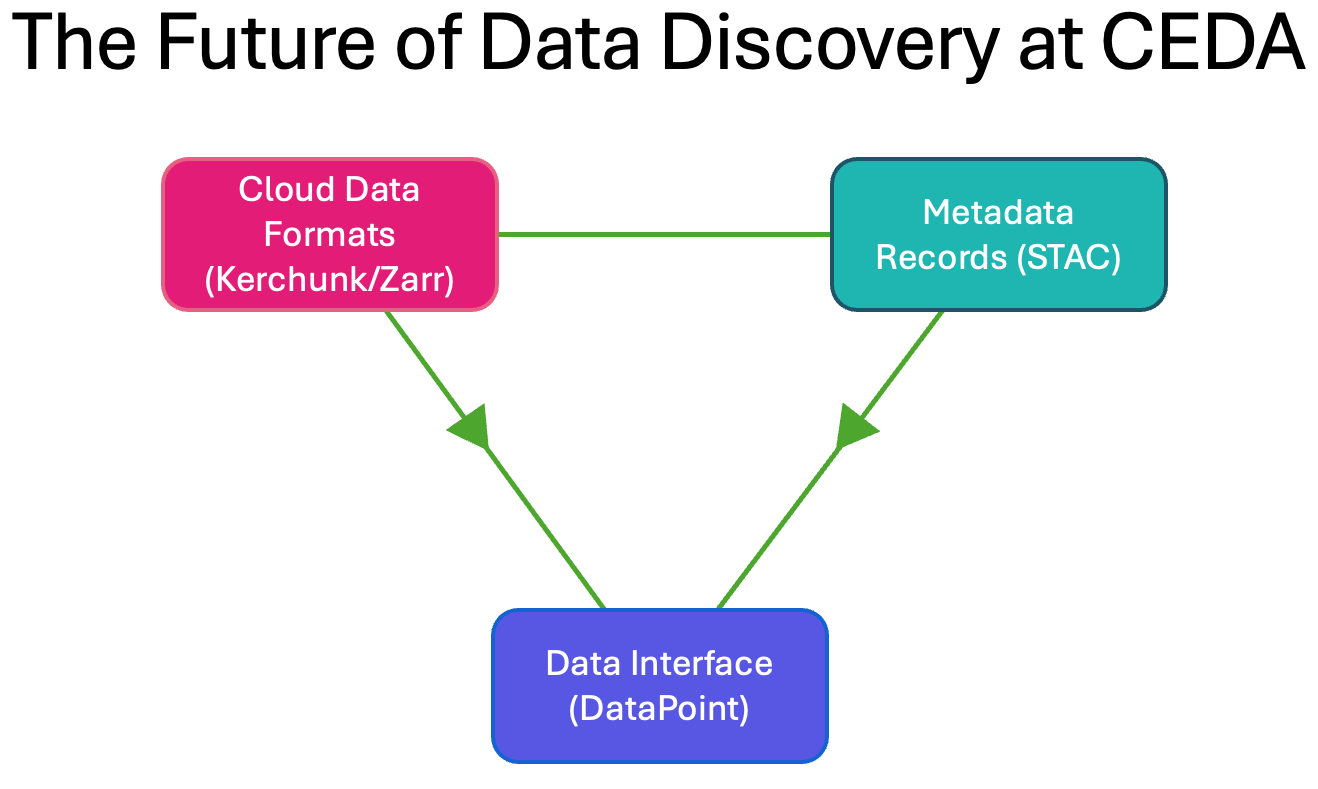 The Future of Data Discovery at CEDA
Cloud Data
Formats
(Kerchunk/Zarr)
Metadata
Records (STAC)
Data Interface
(DataPoint)